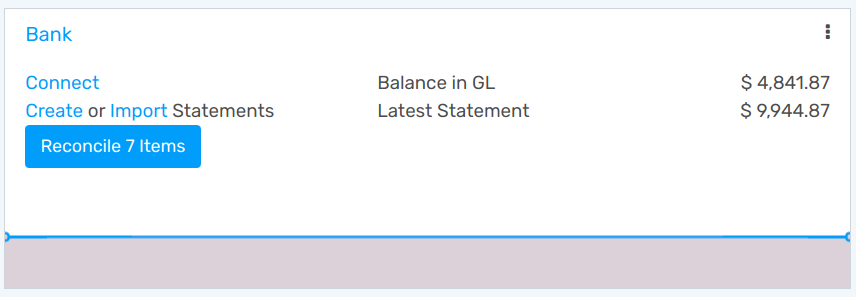 Bank
Connect Balance in GL $ 4,841.87
Create or Import Statements Latest Statement $ 9,944.87
Reconcile 7 Items